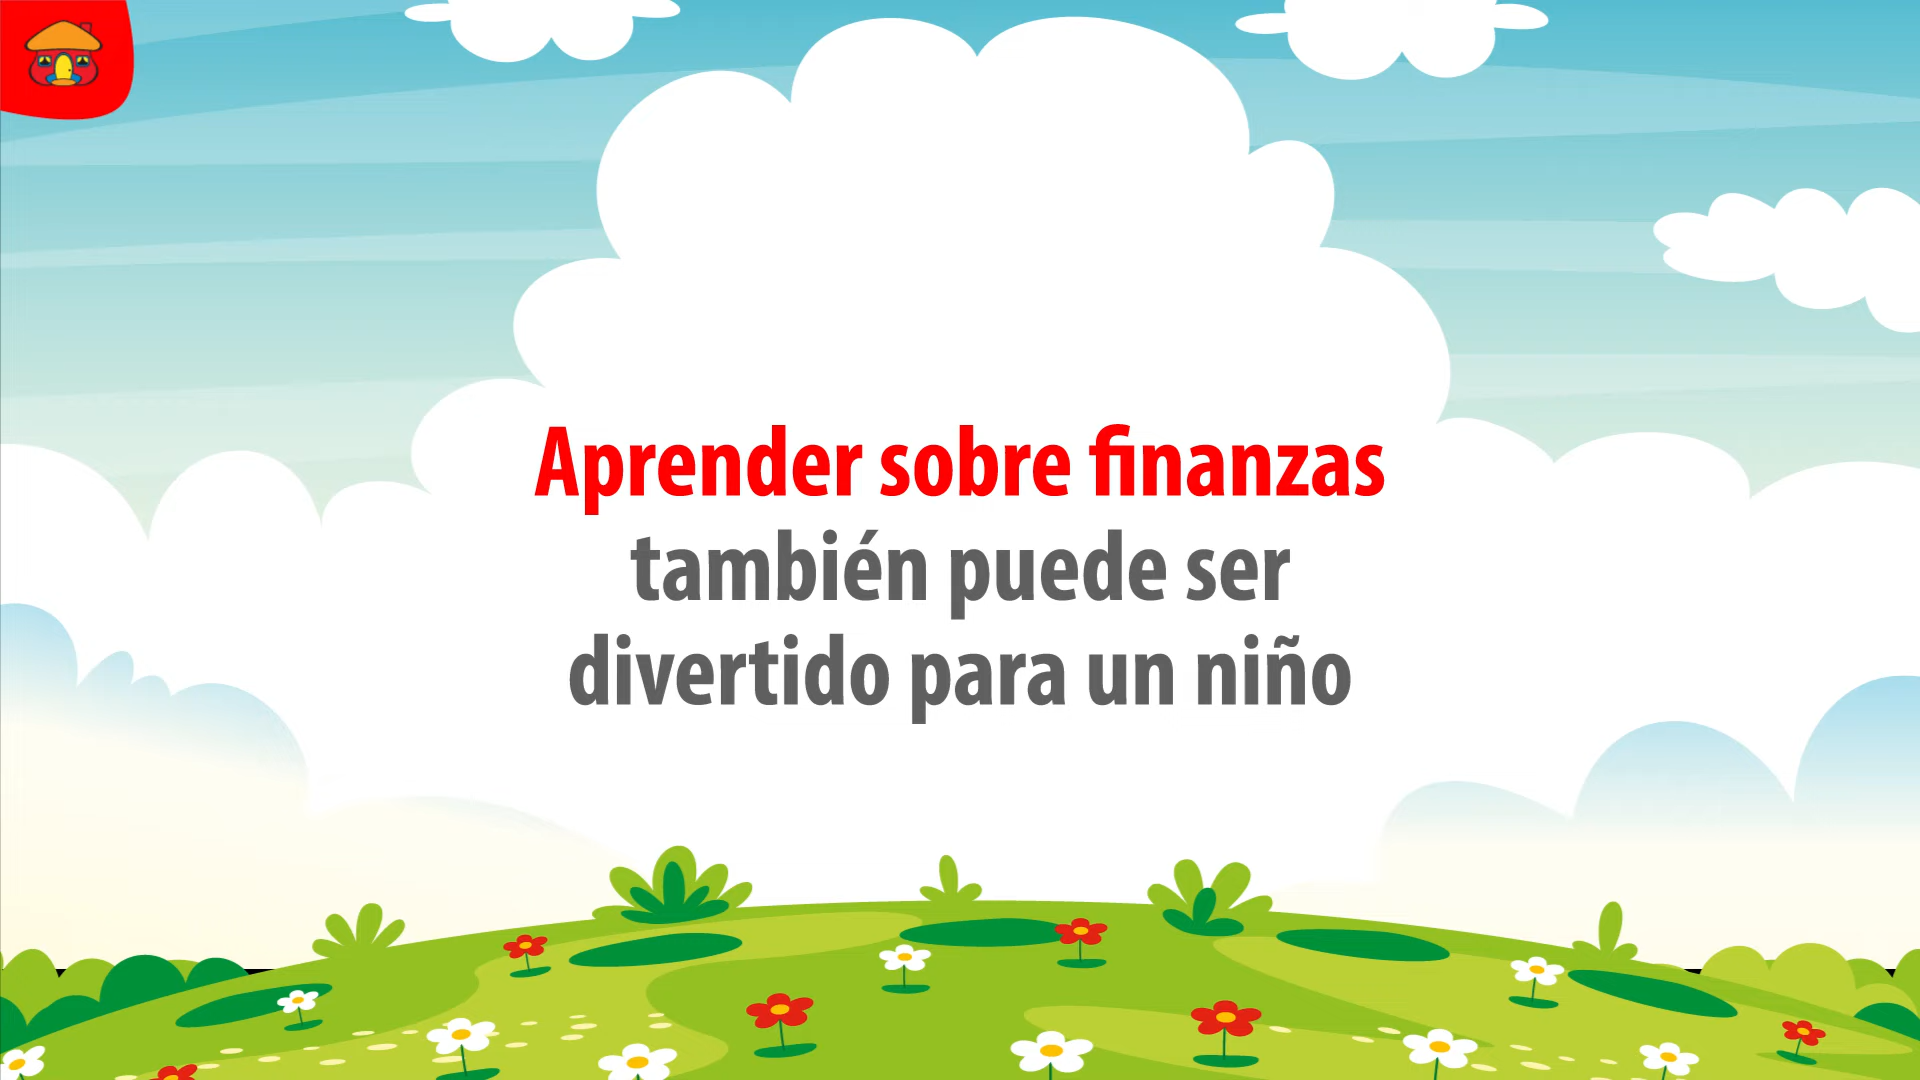 Aprender sobre finanzas
también puede ser
divertido para un niño